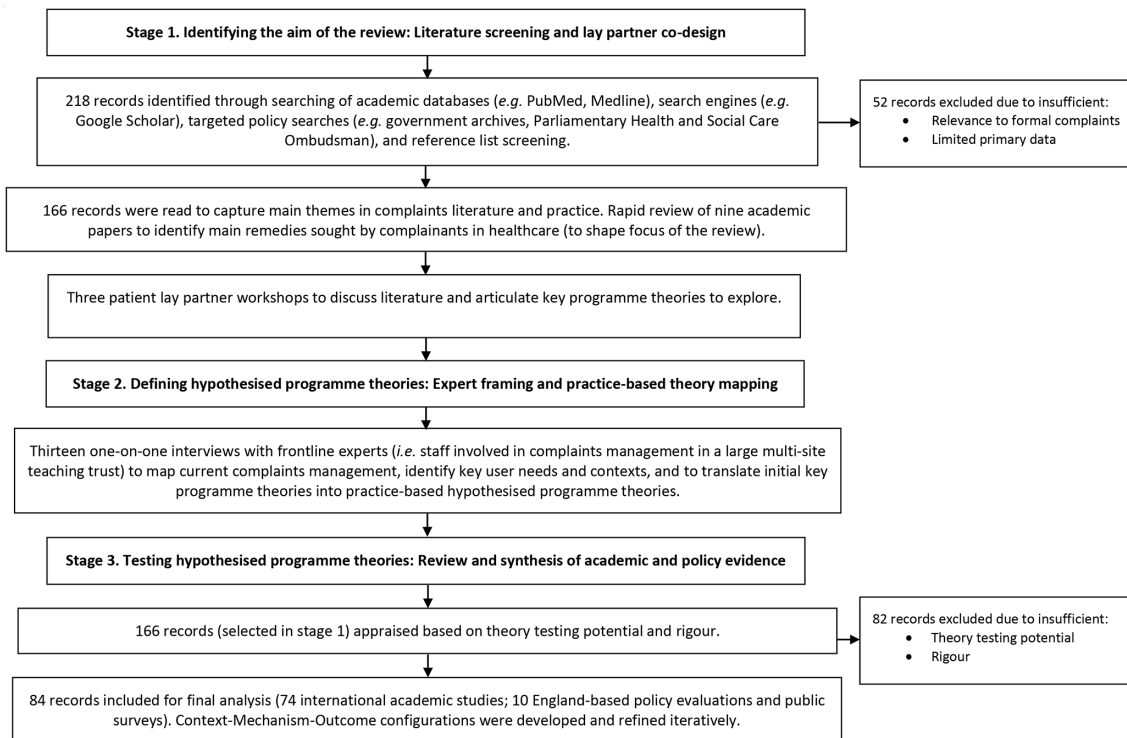 Stage 1. Identifying the aim of the review: Literature screening and lay partner co-design
218 records identified through searching of academic databases (e.g. PubMed, Medline), search engines (e.g.
Google Scholar), targeted policy searches (e.g. government archives, Parliamentary Health and Social Care
Ombudsman), and reference list screening.
52 records excluded due to insufficient:
• Relevance to formal complaints
• Limited primary data
166 records were read to capture main themes in complaints literature and practice. Rapid review of nine academic
papers to identify main remedies sought by complainants in healthcare (to shape focus of the review).
Three patient lay partner workshops to discuss literature and articulate key programme theories to explore.
Stage 2. Defining hypothesised programme theories: Expert framing and practice-based theory mapping
Thirteen one-on-one interviews with frontline experts (i.e. staff involved in complaints management in a large multi-site
teaching trust) to map current complaints management, identify key user needs and contexts, and to translate initial key
programme theories into practice-based hypothesised programme theories.
Stage 3. Testing hypothesised programme theories: Review and synthesis of academic and policy evidence
166 records (selected in stage 1) appraised based on theory testing potential and rigour.
82 records excluded due to insufficient:
• Theory testing potential
• Rigour
84 records included for final analysis (74 international academic studies; 10 England-based policy evaluations and public
surveys). Context-Mechanism-Outcome configurations were developed and refined iteratively.